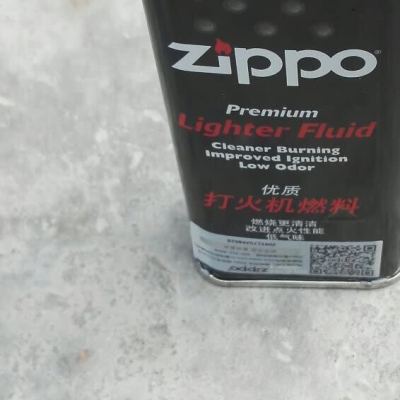 zippo
Premium
Lighter Fluid
Cleaner Burning
Improved Ignition
Low Odor
优质
打火机燃料
燃烧更清洁
改进点火性能
低气味
zippo